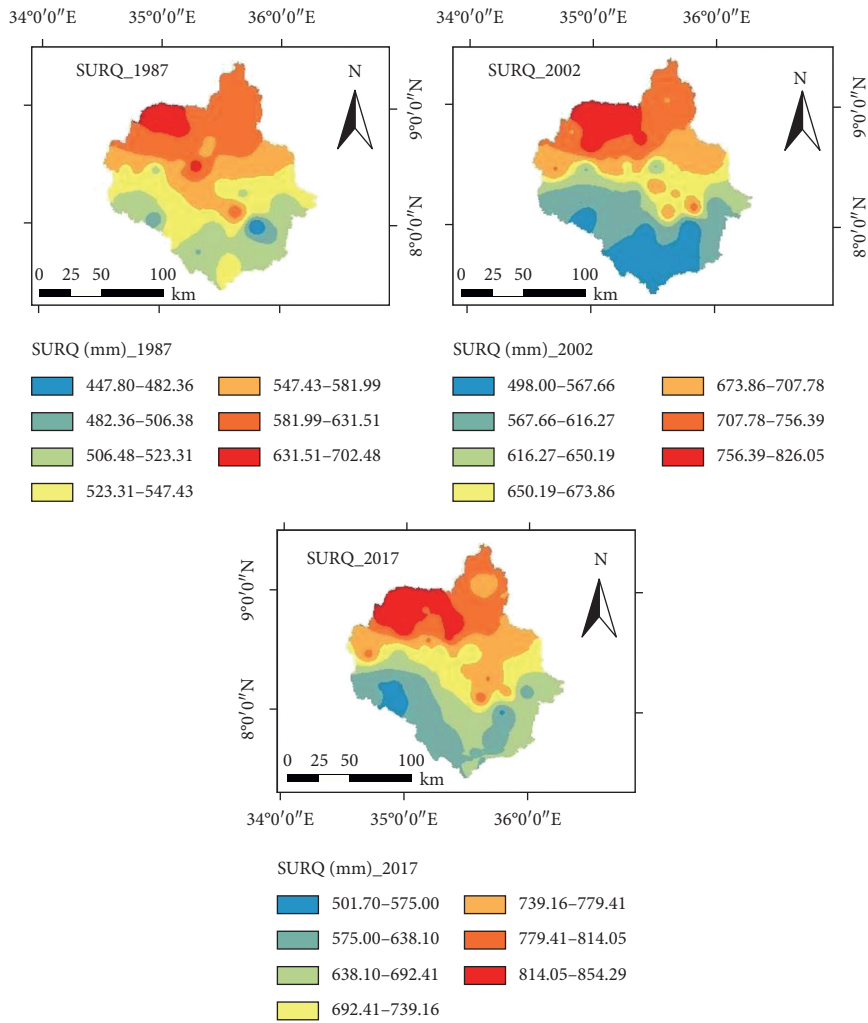 34°0′0″E 35°0′0″E 36°0′0″E
SURQ_1987
N
9°0′0″N
8°0′0″N
0 25 50 100
km
34°0′0″E 35°0′0″E 36°0′0″E
SURQ_2002
N
9°0′0″N
8°0′0″N
0 25 50 100
km
SURQ (mm)_1987
447.80–482.36 547.43–581.99
482.36–506.38 581.99–631.51
506.48–523.31 631.51–702.48
523.31–547.43
SURQ (mm)_2002
498.00–567.66 673.86–707.78
567.66–616.27 707.78–756.39
616.27–650.19 756.39–826.05
650.19–673.86
SURQ_2017
N
9°0′0″N
8°0′0″N
0 25 50 100
km
34°0′0″E 35°0′0″E 36°0′0″E
SURQ (mm)_2017
501.70–575.00 739.16–779.41
575.00–638.10 779.41–814.05
638.10–692.41 814.05–854.29
692.41–739.16